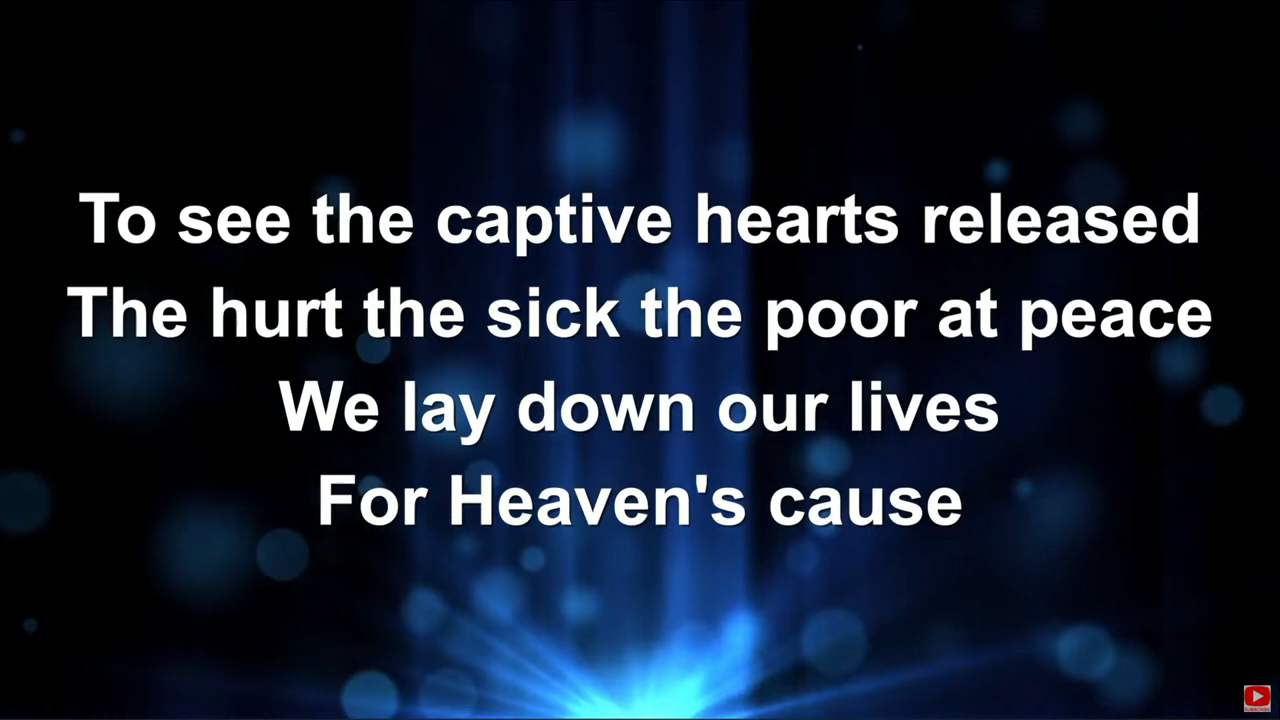 To see the captive hearts released
The hurt the sick the poor at peace
We lay down our lives
For Heaven's cause
SUBSCRIBE